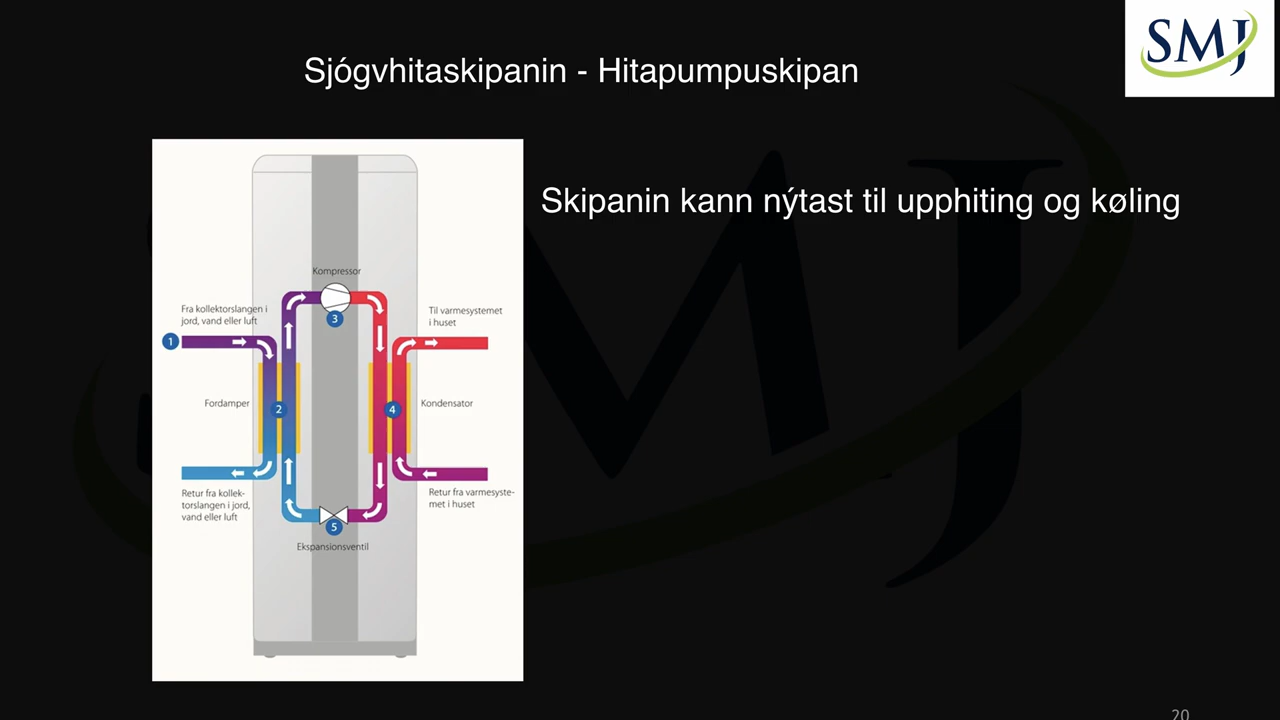 SMJ
Sjógvhitaskipanin - Hitapumpuskipan
Skipanin kann nýtast til upphiting og køling
Kompressor
3
Fra kollektorslangen i
jord, vand eller luft
1
Til varmesystemet
i huset
Fordamper
2
4
Kondensator
Retur fra kollek-
torslangen i jord,
vand eller luft
Retur fra varmesyste-
met i huset
5
Ekspansionsventil
20